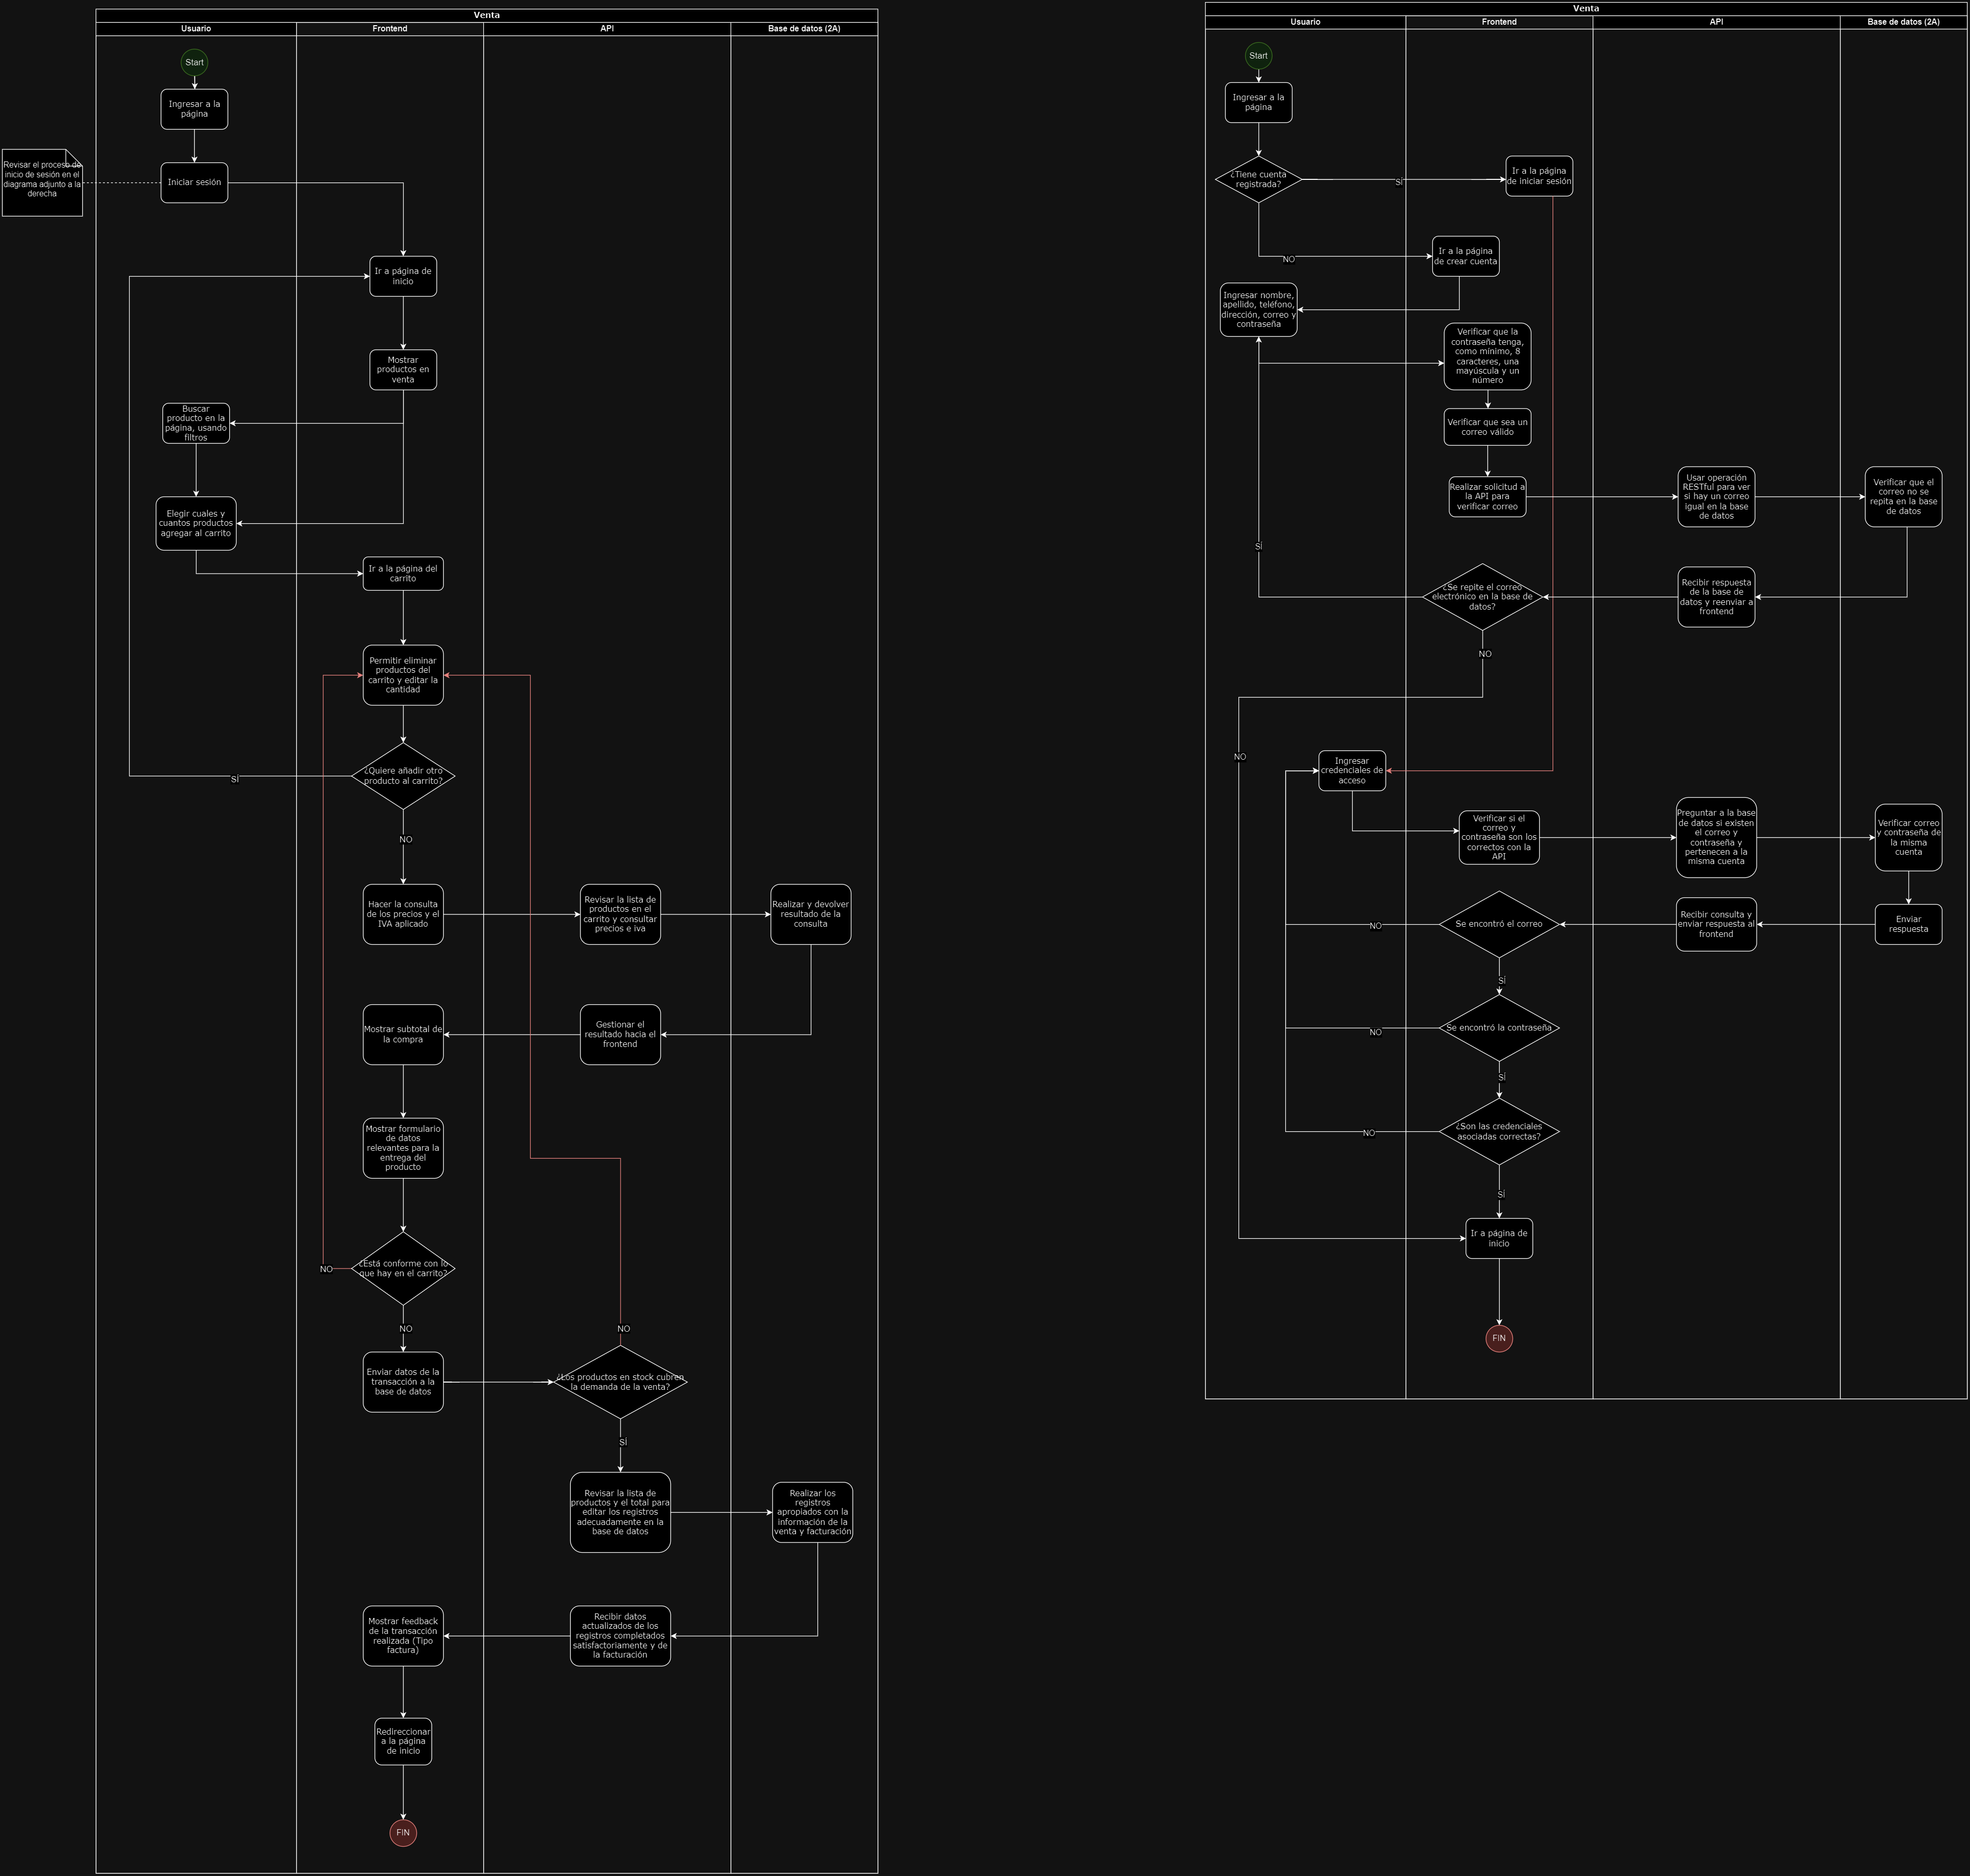 Venta
Usuario
Frontend
API
Base de datos (2A)
Start
Ingresar a la
página
Revisar el proceso de
inicio de sesión en el
diagrama adjunto a la
derecha
Iniciar sesión
Ir a página de
inicio
Mostrar
productos en
venta
Buscar
producto en la
página, usando
filtros
Elegir cuales y
cuantos productos
agregar al carrito
Ir a la página del
carrito
Permitir eliminar
productos del
carrito y editar la
cantidad
¿Quiere añadir otro
producto al carrito?
SÍ
NO
Hacer la consulta
de los precios y el
IVA aplicado
Revisar la lista de
productos en el
carrito y consultar
precios e iva
Realizar y devolver
resultado de la
consulta
Mostrar subtotal de
la compra
Gestionar el
resultado hacia el
frontend
Mostrar formulario
de datos
relevantes para la
entrega del
producto
¿Está conforme con lo
que hay en el carrito?
NO
NO
NO
Enviar datos de la
transacción a la
base de datos
¿Los productos en stock cubren
la demanda de la venta?
SÍ
Revisar la lista de
productos y el total para
editar los registros
adecuadamente en la
base de datos
Realizar los
registros
apropiados con la
información de la
venta y facturación
Mostrar feedback
de la transacción
realizada (Tipo
factura)
Recibir datos
actualizados de los
registros completados
satisfactoriamente y de
la facturación
Redireccionar
a la página
de inicio
FIN
Venta
Usuario
Frontend
API
Base de datos (2A)
Start
Ingresar a la
página
¿Tiene cuenta
registrada?
SÍ
Ir a la página
de iniciar sesión
NO
Ir a la página
de crear cuenta
Ingresar nombre,
apellido, teléfono,
dirección, correo y
contraseña
Verificar que la
contraseña tenga,
como mínimo, 8
caracteres, una
mayúscula y un
número
Verificar que sea un
correo válido
Realizar solicitud a
la API para
verificar correo
Usar operación
RESTful para ver
si hay un correo
igual en la base
de datos
Verificar que el
correo no se
repita en la base
de datos
SÍ
¿Se repite el correo
electrónico en la base de
datos?
Recibir respuesta
de la base de
datos y reenviar a
frontend
NO
NO
Ingresar
credenciales de
acceso
Verificar si el
correo y
contraseña son los
correctos con la
API
Preguntar a la base
de datos si existen
el correo y
contraseña y
pertenecen a la
misma cuenta
Verificar correo
y contraseña de
la misma
cuenta
NO
Se encontró el correo
Recibir consulta y
enviar respuesta al
frontend
Enviar
respuesta
SÍ
NO
Se encontró la contraseña
SÍ
NO
¿Son las credenciales
asociadas correctas?
SÍ
Ir a página de
inicio
FIN